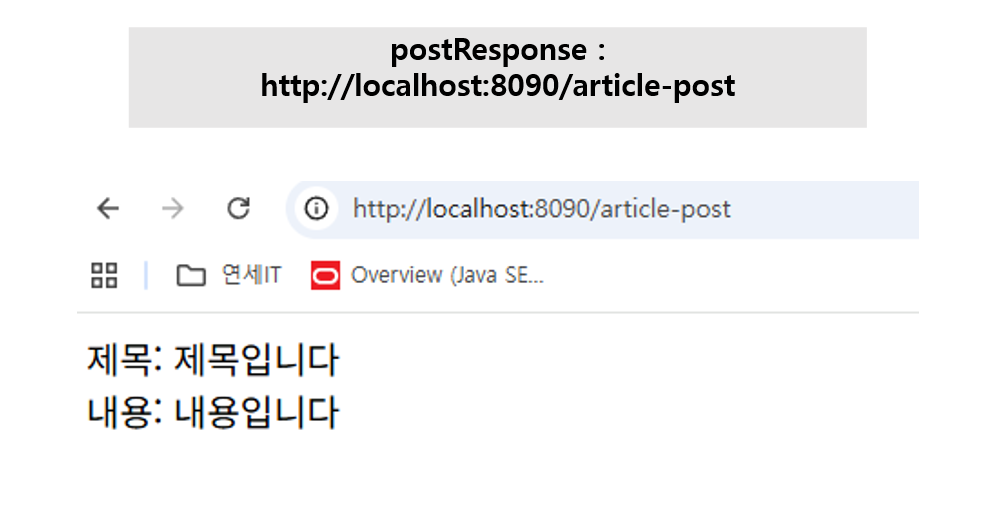 postResponse :
http://localhost:8090/article-post
http://localhost:8090/article-post
연세IT Overview (Java SE...
제목: 제목입니다
내용: 내용입니다